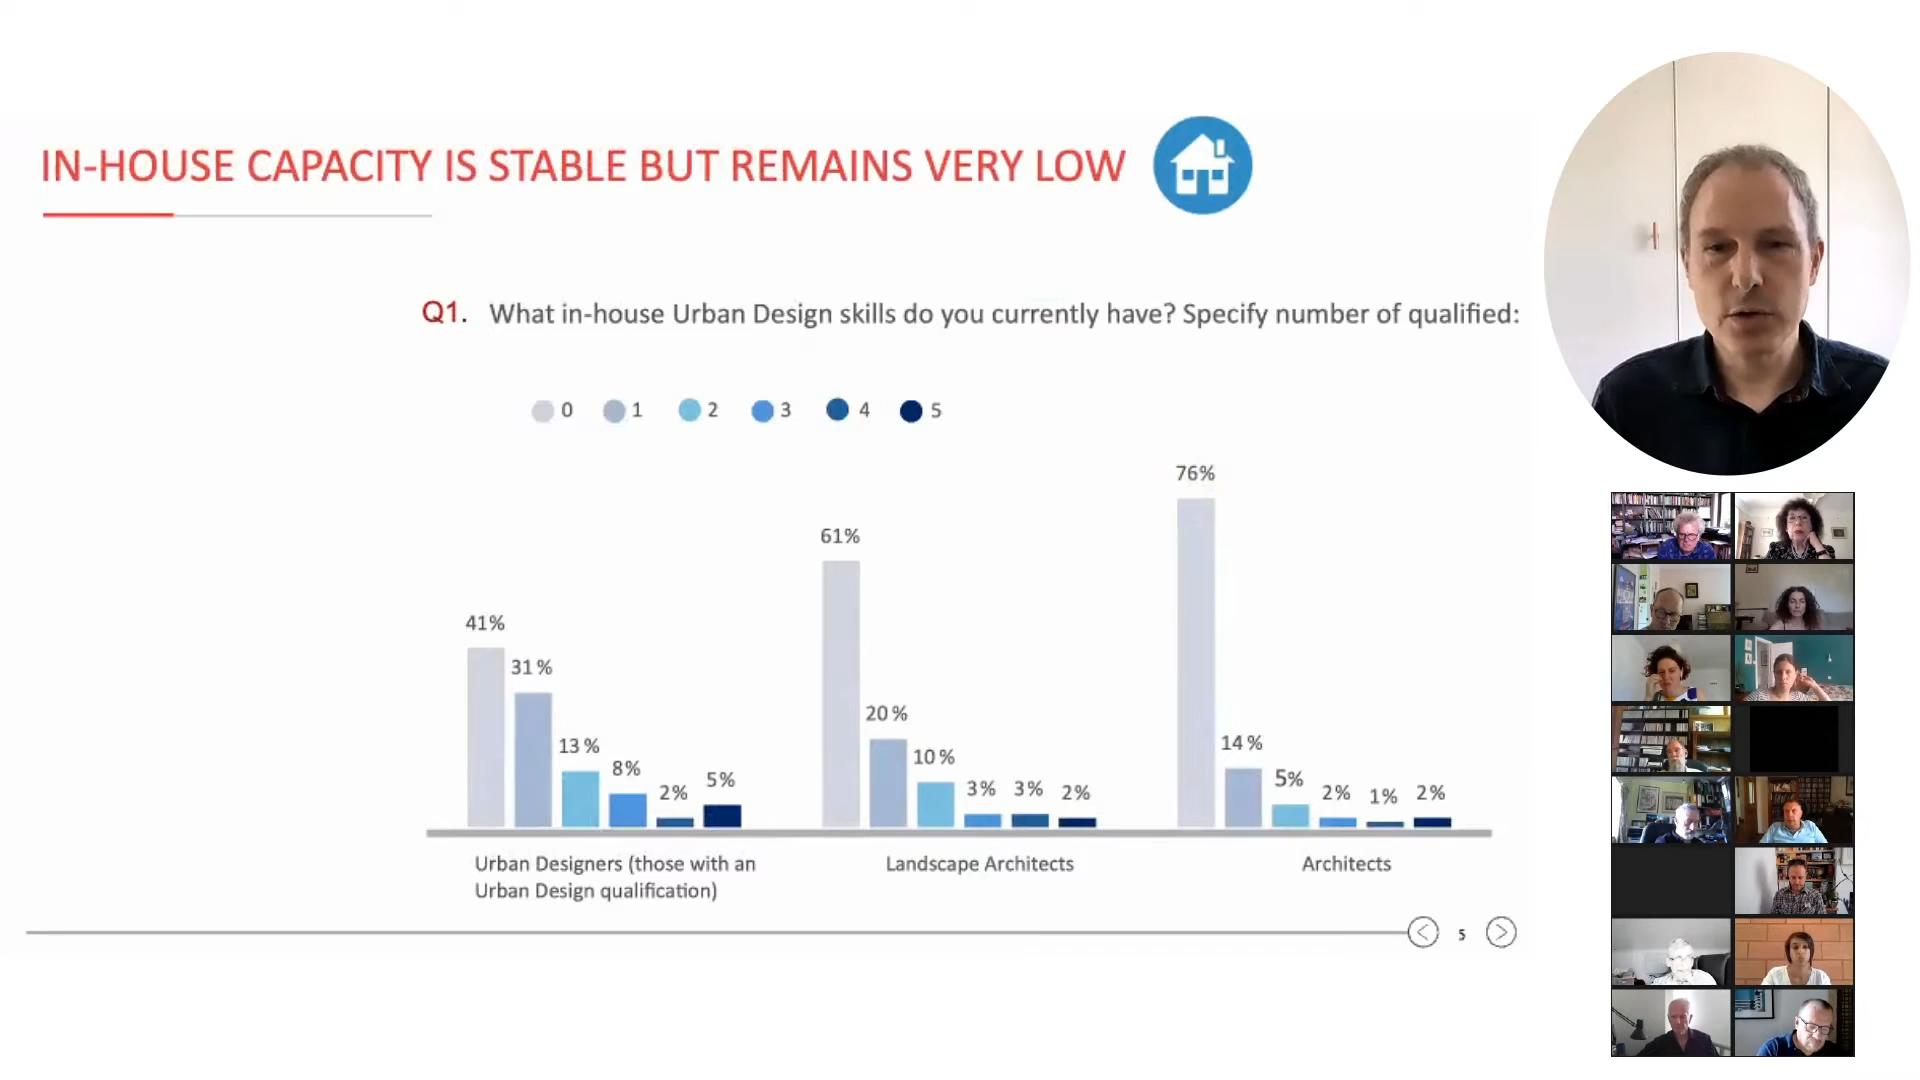 IN-HOUSE CAPACITY IS STABLE BUT REMAINS VERY LOW
Q1. What in-house Urban Design skills do you currently have? Specify number of qualified:
0 1 2 3 4 5
41% 31% 13% 8% 2% 5%
61% 20% 10% 3% 3% 2%
76% 14% 5% 2% 1% 2%
Urban Designers (those with an
Urban Design qualification)
Landscape Architects
Architects
5